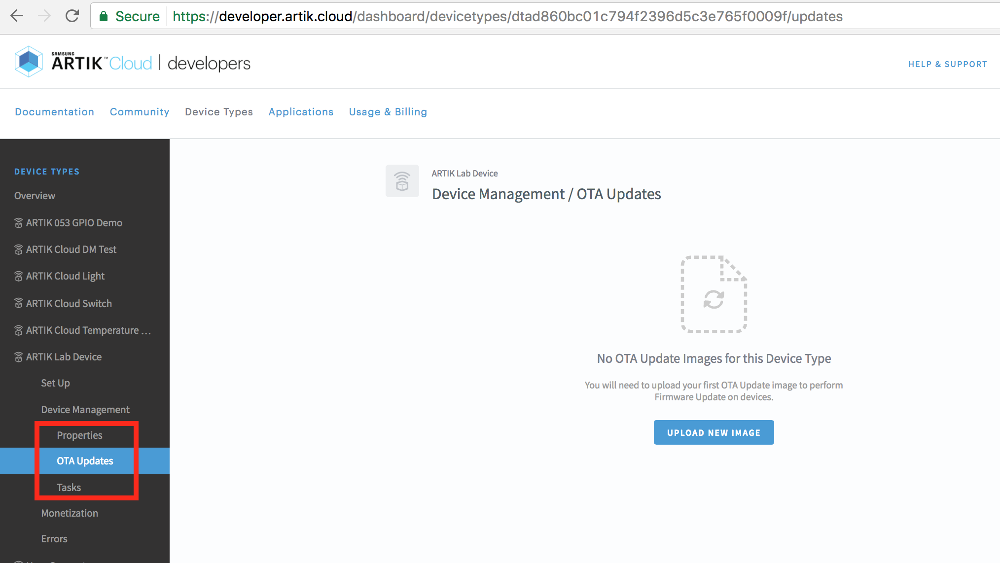 Secure https://developer.artik.cloud/dashboard/devicetypes/dtad860bc01c794f2396d5c3e765f0009f/updates
SAMSUNG
ARTIK™ Cloud | developers
HELP & SUPPORT
Documentation Community Device Types Applications Usage & Billing
DEVICE TYPES
Overview
ARTIK 053 GPIO Demo
ARTIK Cloud DM Test
ARTIK Cloud Light
ARTIK Cloud Switch
ARTIK Cloud Temperature ...
ARTIK Lab Device
Set Up
Device Management
Properties
OTA Updates
Tasks
Monetization
Errors
ARTIK Lab Device
Device Management / OTA Updates
No OTA Update Images for this Device Type
You will need to upload your first OTA Update image to perform
Firmware Update on devices.
UPLOAD NEW IMAGE